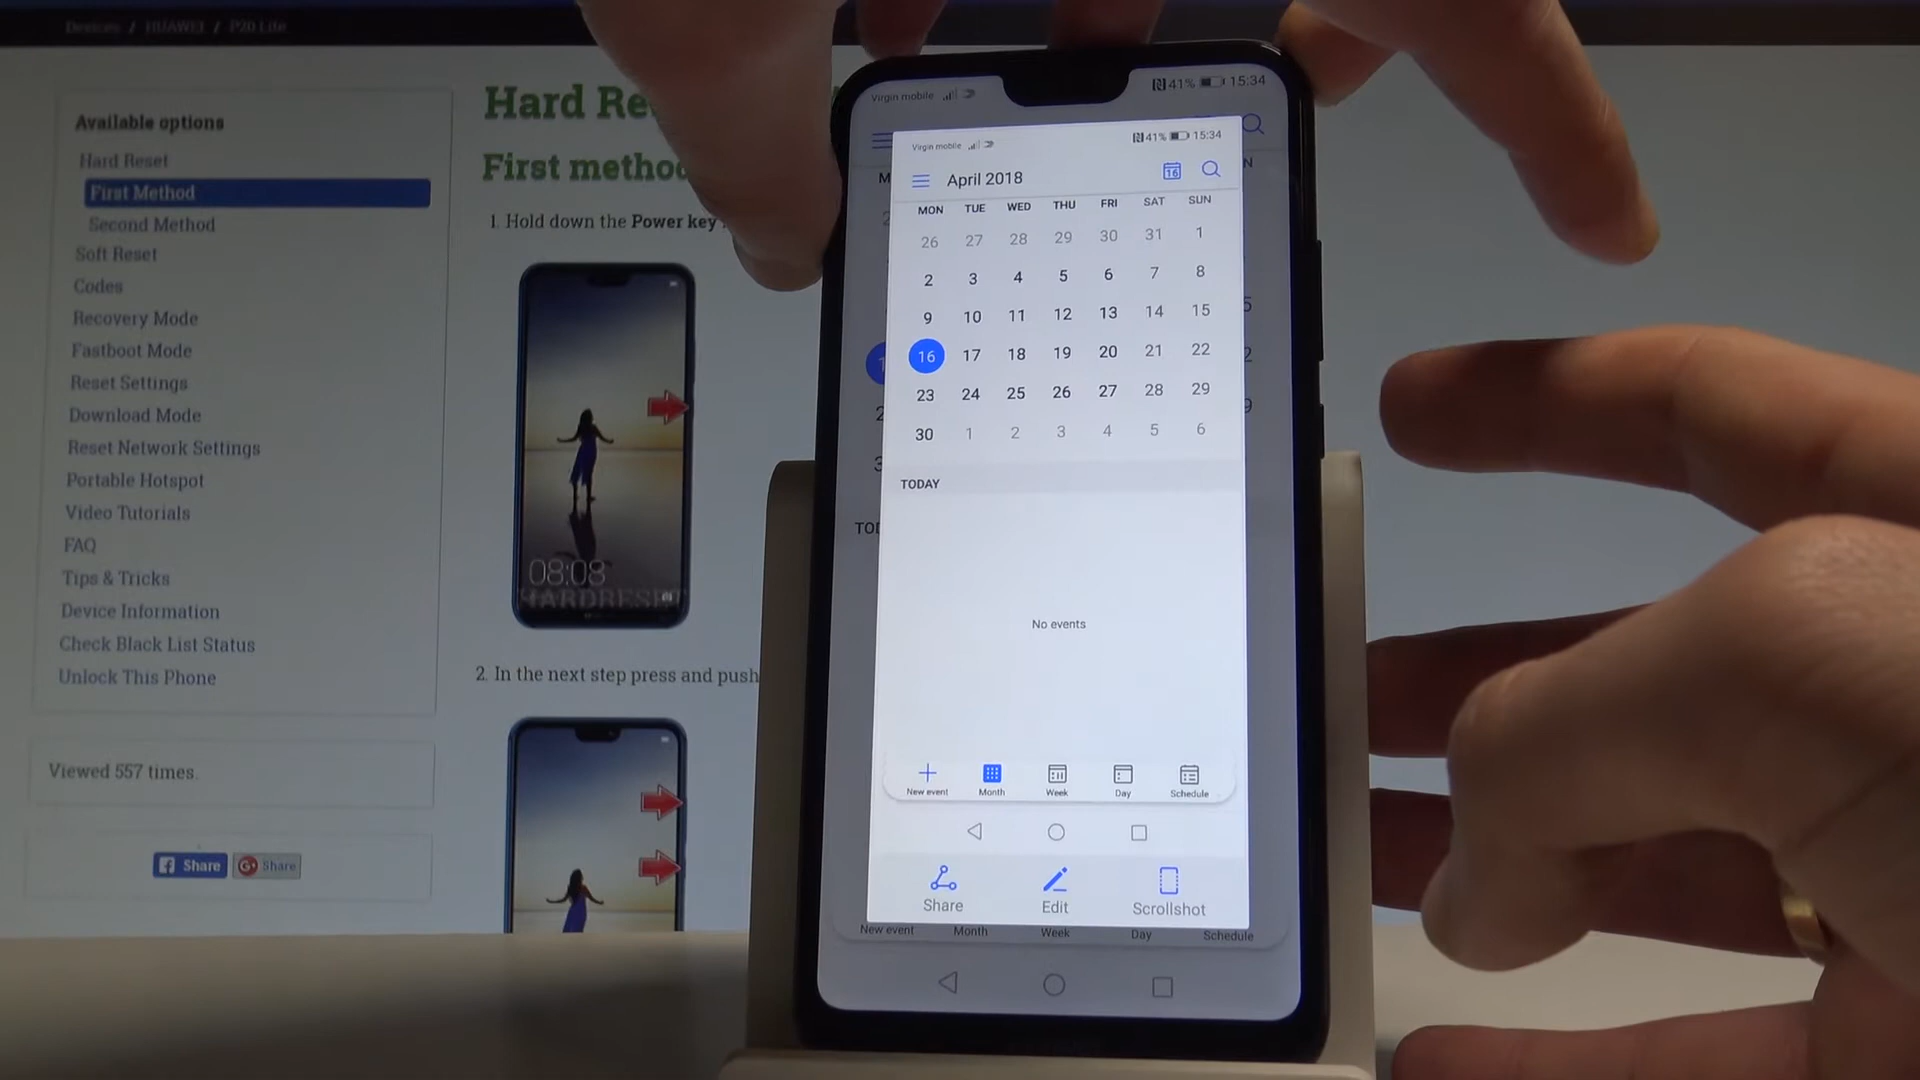 Devices / HUAWEI / P20 Lite
Available options
Hard Reset
First Method
Second Method
Soft Reset
Codes
Recovery Mode
Fastboot Mode
Reset Settings
Download Mode
Reset Network Settings
Portable Hotspot
Video Tutorials
FAQ
Tips & Tricks
Device Information
Check Black List Status
Unlock This Phone
Viewed 557 times.
Share
G+ Share
Hard Re
First metho
1. Hold down the Power key
08:08
HARDRESET
2. In the next step press and push
Virgin mobile 41% 15:34
Virgin mobile 41% 15:34
April 2018 16
MON TUE WED THU FRI SAT SUN
26 27 28 29 30 31 1
2 3 4 5 6 7 8
9 10 11 12 13 14 15
16 17 18 19 20 21 22
23 24 25 26 27 28 29
30 1 2 3 4 5 6
TODAY
No events
New event Month Week Day Schedule
Share Edit Scrollshot
New event Month Week Day Schedule